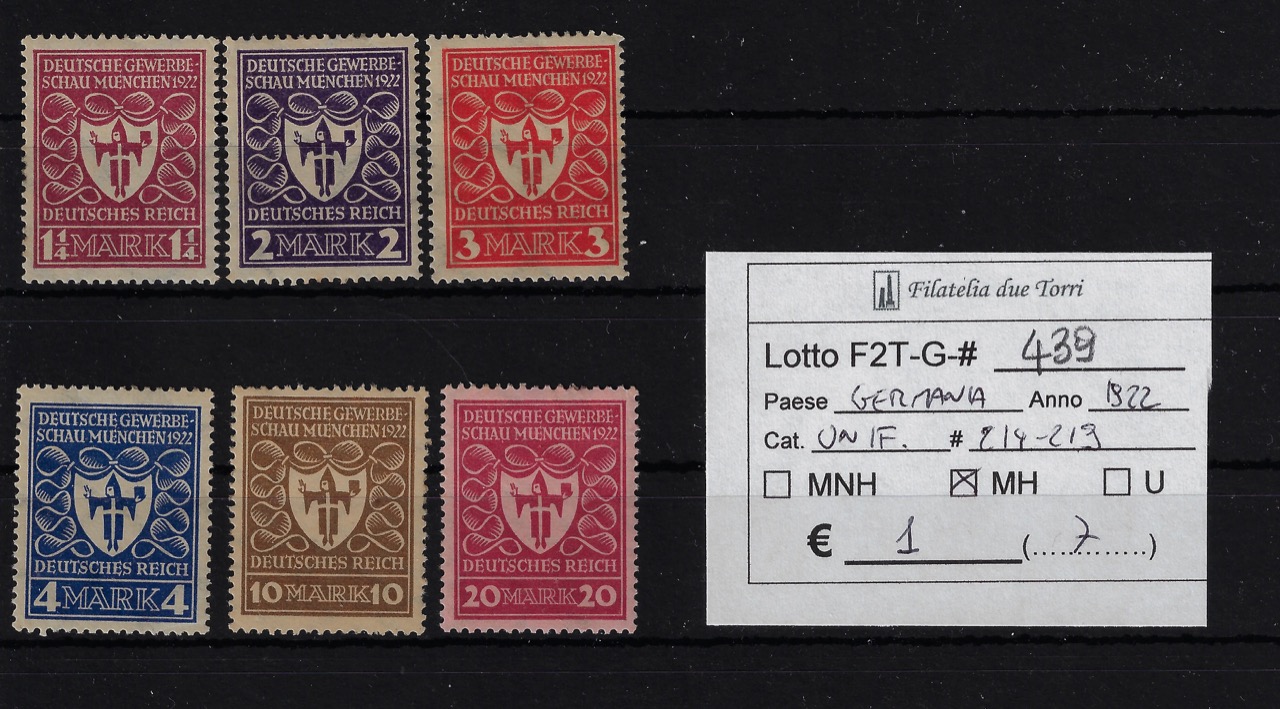 DEUTSCHE GEWERBE-
SCHAU MUENCHEN 1922
DEUTSCHES REICH
1¼ MARK 1¼
DEUTSCHE GEWERBE-
SCHAU MUENCHEN 1922
DEUTSCHES REICH
2 MARK 2
DEUTSCHE GEWERBE-
SCHAU MUENCHEN 1922
DEUTSCHES REICH
3 MARK 3
DEUTSCHE GEWERBE-
SCHAU MUENCHEN 1922
DEUTSCHES REICH
4 MARK 4
DEUTSCHE GEWERBE-
SCHAU MUENCHEN 1922
DEUTSCHES REICH
10 MARK 10
DEUTSCHE GEWERBE-
SCHAU MUENCHEN 1922
DEUTSCHES REICH
20 MARK 20
Filatelia due Torri
Lotto F2T-G-# 439
Paese GERMANIA Anno 1922
Cat. UNIF. # 214-219
MNH MH U
€ 1 (.....7......)